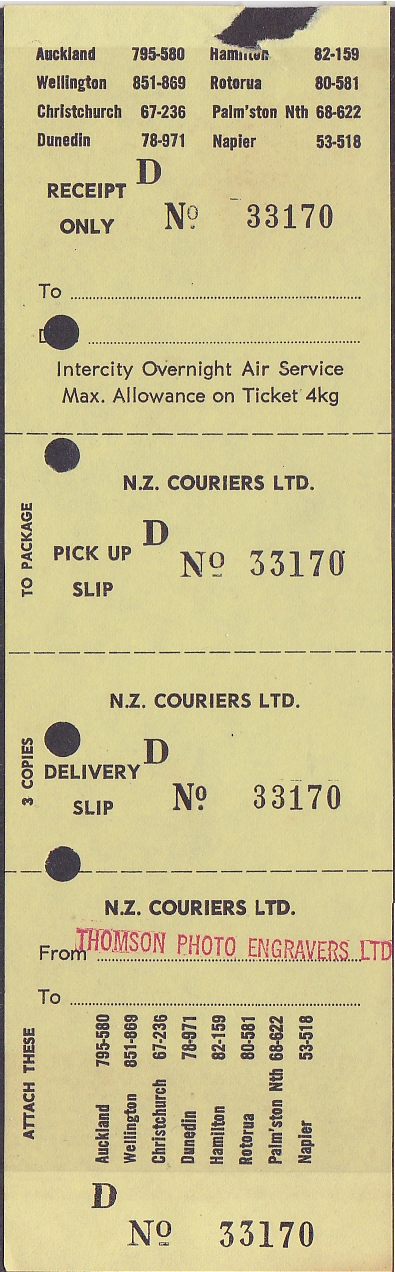 Auckland 795-580 Hamilton 82-159
Wellington 851-869 Rotorua 80-581
Christchurch 67-236 Palm'ston Nth 68-622
Dunedin 78-971 Napier 53-518
D
RECEIPT
ONLY
Nº 33170
To
Intercity Overnight Air Service
Max. Allowance on Ticket 4kg
N.Z. COURIERS LTD.
TO PACKAGE
D
PICK UP
SLIP
Nº 33170
N.Z. COURIERS LTD.
3 COPIES
D
DELIVERY
SLIP
Nº 33170
N.Z. COURIERS LTD.
From THOMSON PHOTO ENGRAVERS LTD
To
ATTACH THESE
Auckland 795-580
Wellington 851-869
Christchurch 67-236
Dunedin 78-971
Hamilton 82-159
Rotorua 80-581
Palm'ston Nth 68-622
Napier 53-518
D
Nº 33170